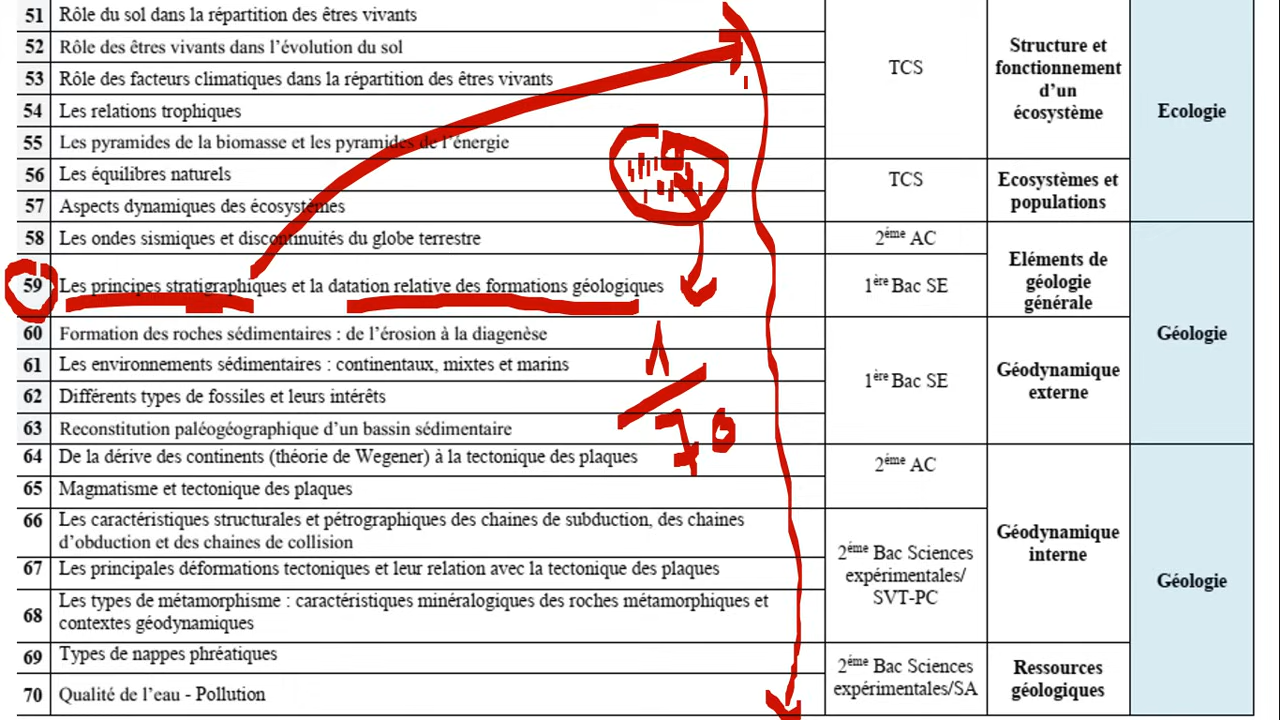 51 Rôle du sol dans la répartition des êtres vivants
52 Rôle des êtres vivants dans l'évolution du sol
53 Rôle des facteurs climatiques dans la répartition des êtres vivants
54 Les relations trophiques
55 Les pyramides de la biomasse et les pyramides de l'énergie
TCS
Structure et
fonctionnement
d'un
écosystème
Ecologie
56 Les équilibres naturels
57 Aspects dynamiques des écosystèmes
TCS
Ecosystèmes et
populations
58 Les ondes sismiques et discontinuités du globe terrestre
2éme AC
59 Les principes stratigraphiques et la datation relative des formations géologiques
1ère Bac SE
Eléments de
géologie
générale
Géologie
60 Formation des roches sédimentaires : de l'érosion à la diagenèse
61 Les environnements sédimentaires : continentaux, mixtes et marins
62 Différents types de fossiles et leurs intérêts
63 Reconstitution paléogéographique d'un bassin sédimentaire
1ère Bac SE
Géodynamique
externe
1
70
64 De la dérive des continents (théorie de Wegener) à la tectonique des plaques
65 Magmatisme et tectonique des plaques
2éme AC
66 Les caractéristiques structurales et pétrographiques des chaines de subduction, des chaines
d'obduction et des chaines de collision
67 Les principales déformations tectoniques et leur relation avec la tectonique des plaques
68 Les types de métamorphisme : caractéristiques minéralogiques des roches métamorphiques et
contextes géodynamiques
2éme Bac Sciences
expérimentales/
SVT-PC
Géodynamique
interne
Géologie
69 Types de nappes phréatiques
70 Qualité de l'eau - Pollution
2éme Bac Sciences
expérimentales/SA
Ressources
géologiques